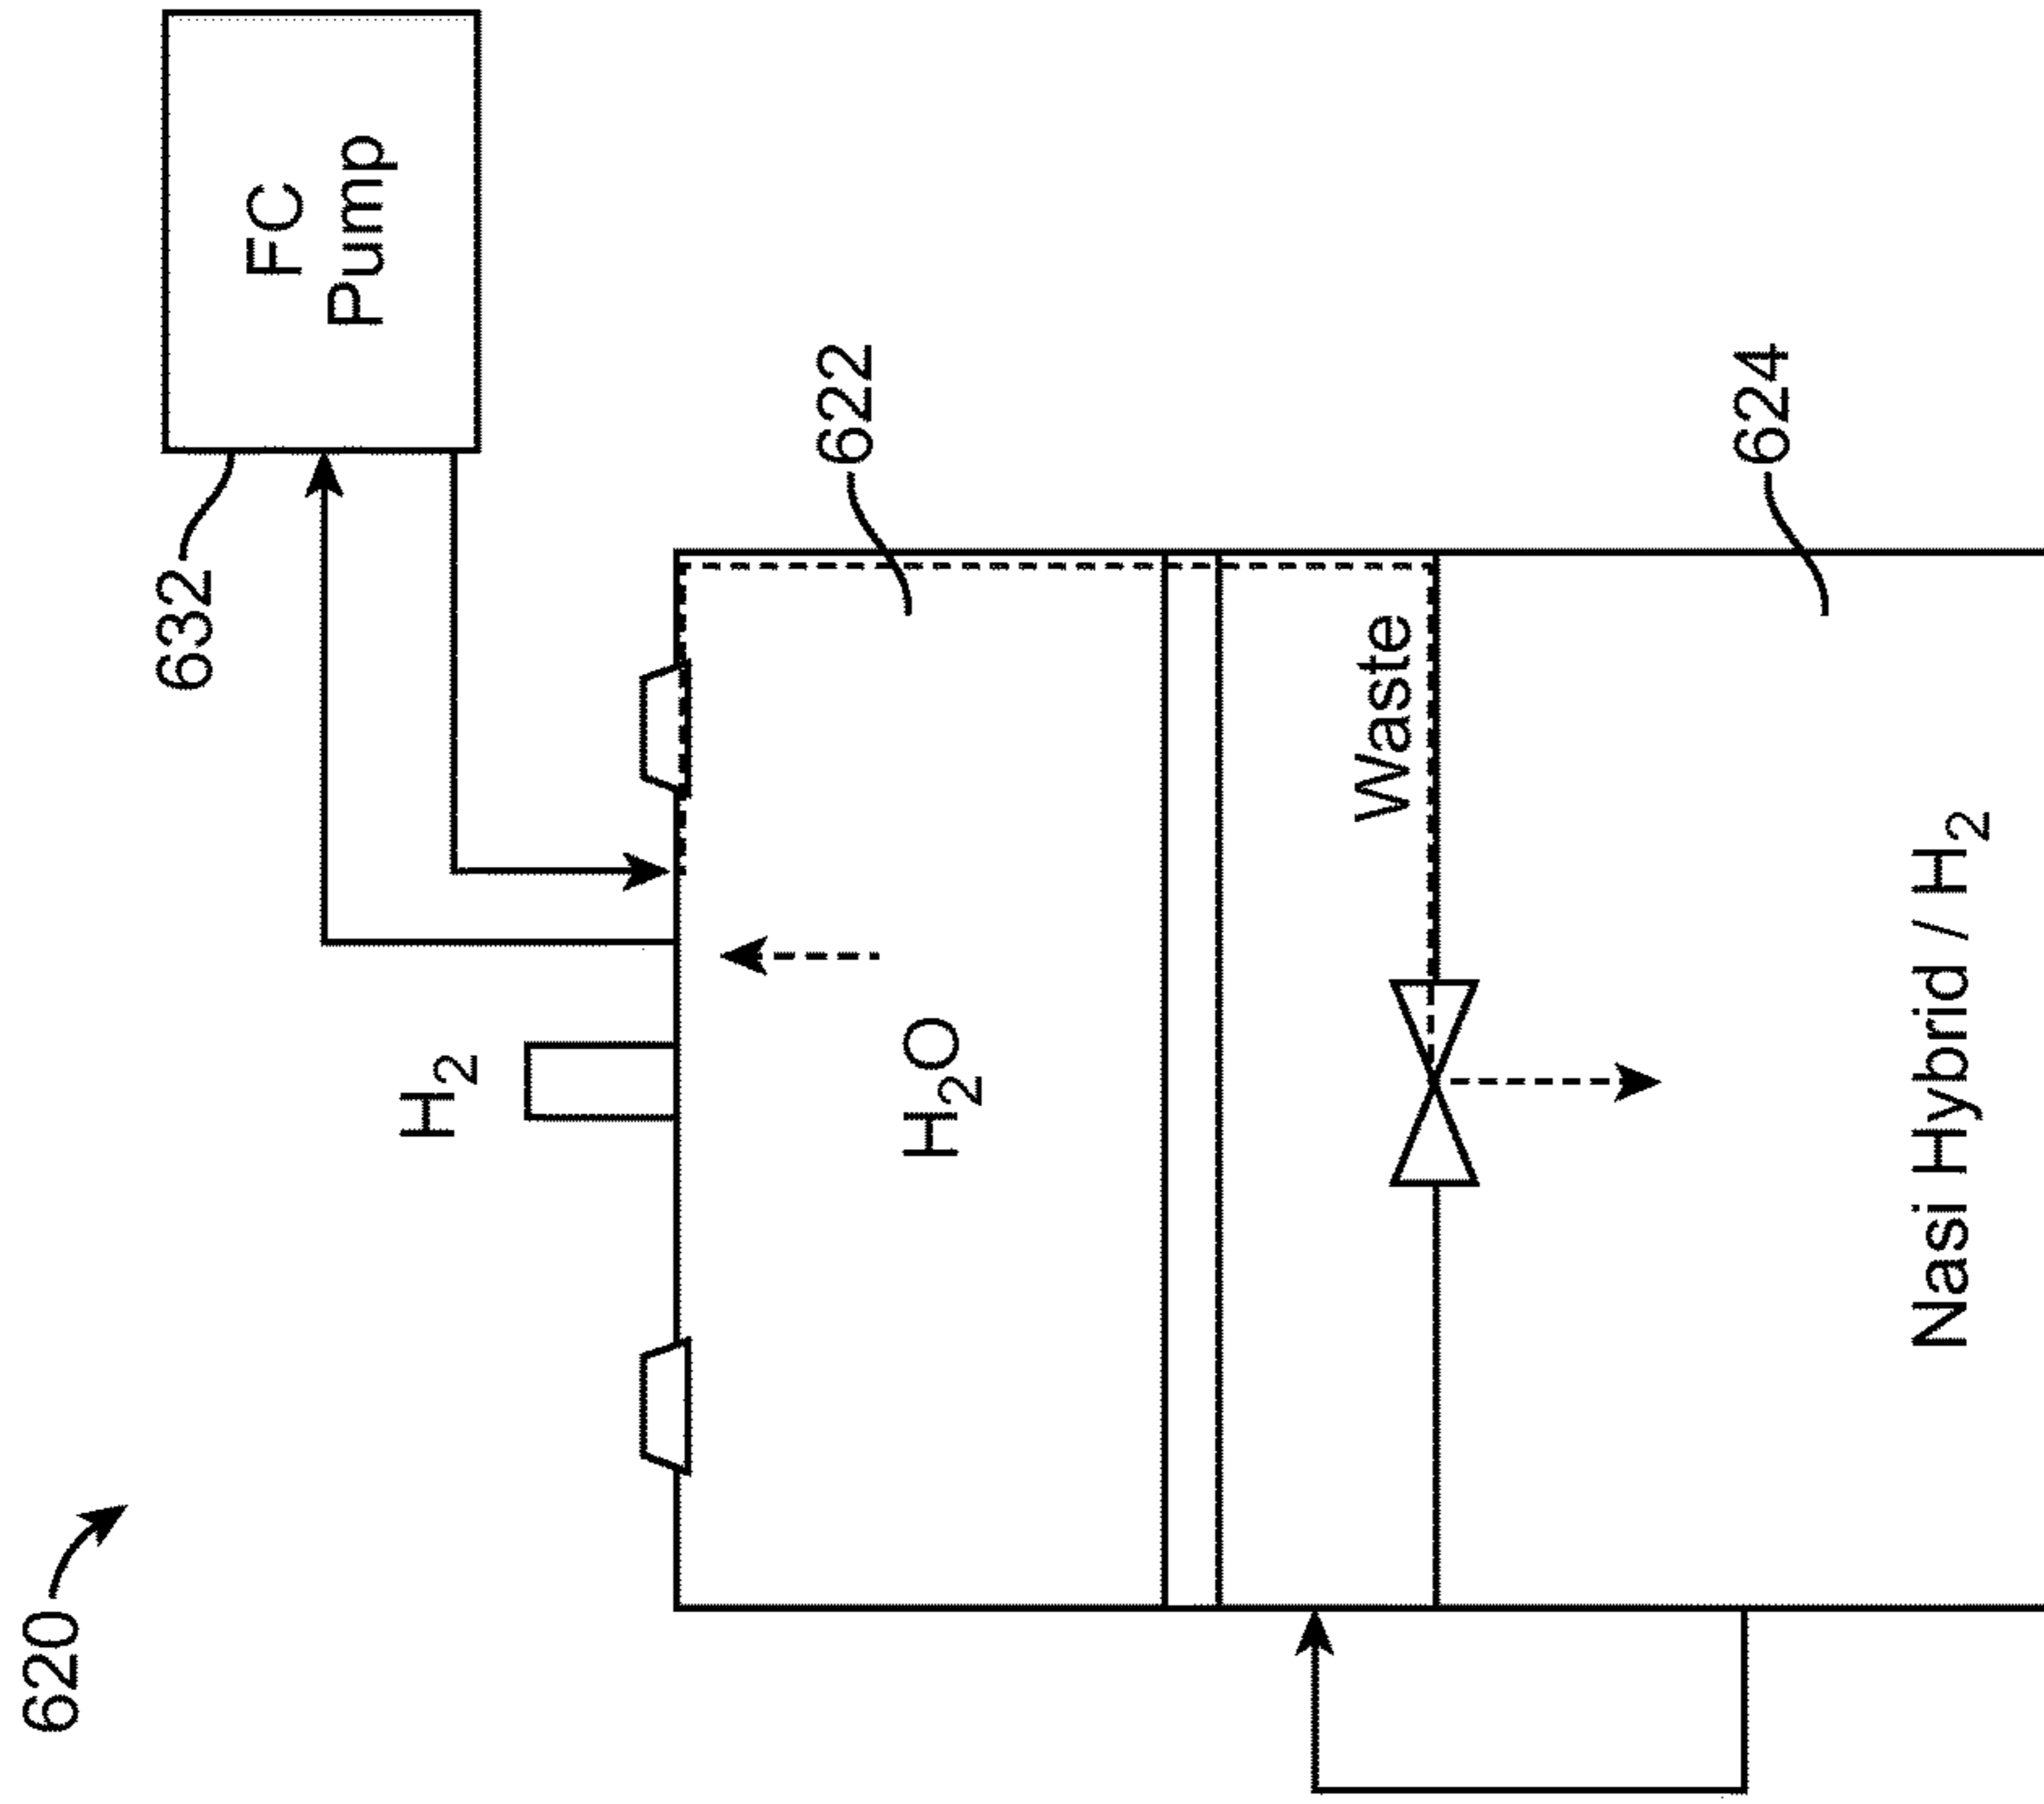 620
632
FC
Pump
H2
622
H2O
Waste
624
Nasi Hybrid / H2